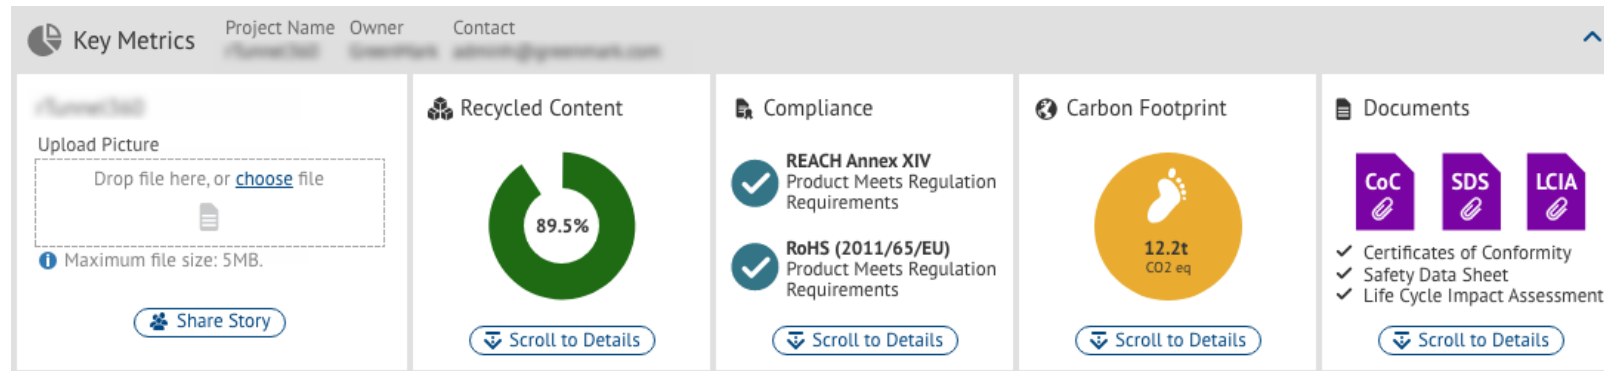 Key Metrics
Project Name Owner Contact
Upload Picture
Drop file here, or choose file
Maximum file size: 5MB.
Share Story
Recycled Content
89.5%
Scroll to Details
Compliance
REACH Annex XIV
Product Meets Regulation
Requirements
RoHS (2011/65/EU)
Product Meets Regulation
Requirements
Scroll to Details
Carbon Footprint
12.2t
CO2 eq
Scroll to Details
Documents
CoC SDS LCIA
Certificates of Conformity
Safety Data Sheet
Life Cycle Impact Assessment
Scroll to Details